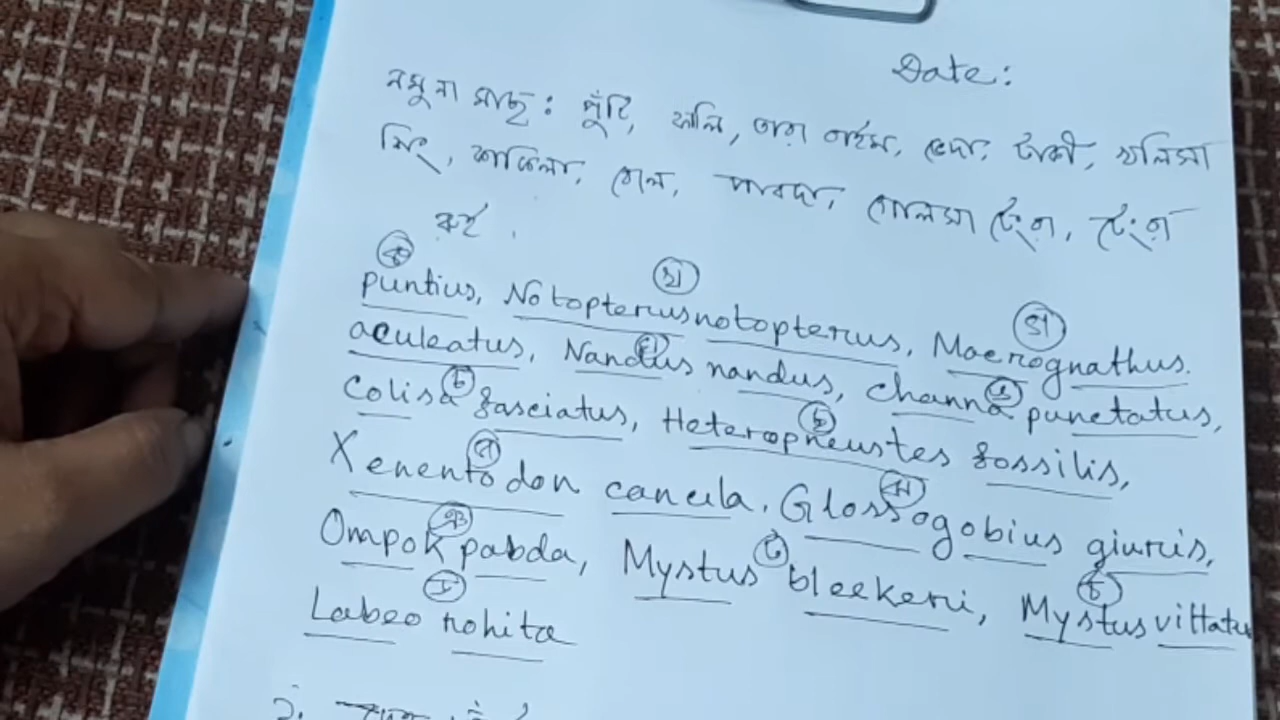 Date:
নমুনা মাছ: পুঁটি, ফলি, তারা বাইম, ভেদা, টাকী, খলিসা
শিং, কাকিলা, বেলে, পাবদা, গোলসা টেংরা, টেংরা
রুই .
ক খ গ
puntius, Notopterus notopterus, Macrognathus.
aculeatus, Nandus nandus, Channa punctatus,
Colisa fasciatus, Heteropneustes fossilis,
Xenentodon cancila, Glossogobius giuris,
Ompok pabda, Mystus bleekeri, Mystus vittatu
Labeo rohita